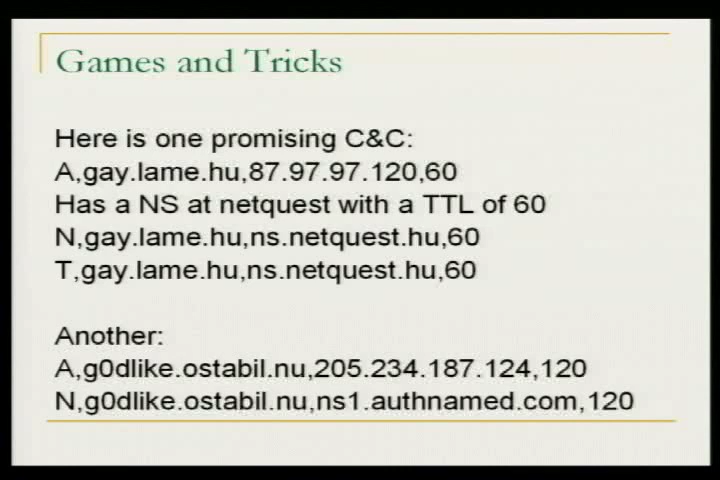 Games and Tricks
Here is one promising C&C:
A,gay.lame.hu,87.97.97.120,60
Has a NS at netquest with a TTL of 60
N,gay.lame.hu,ns.netquest.hu,60
T,gay.lame.hu,ns.netquest.hu,60
Another:
A,g0dlike.ostabil.nu,205.234.187.124,120
N,g0dlike.ostabil.nu,ns1.authnamed.com,120